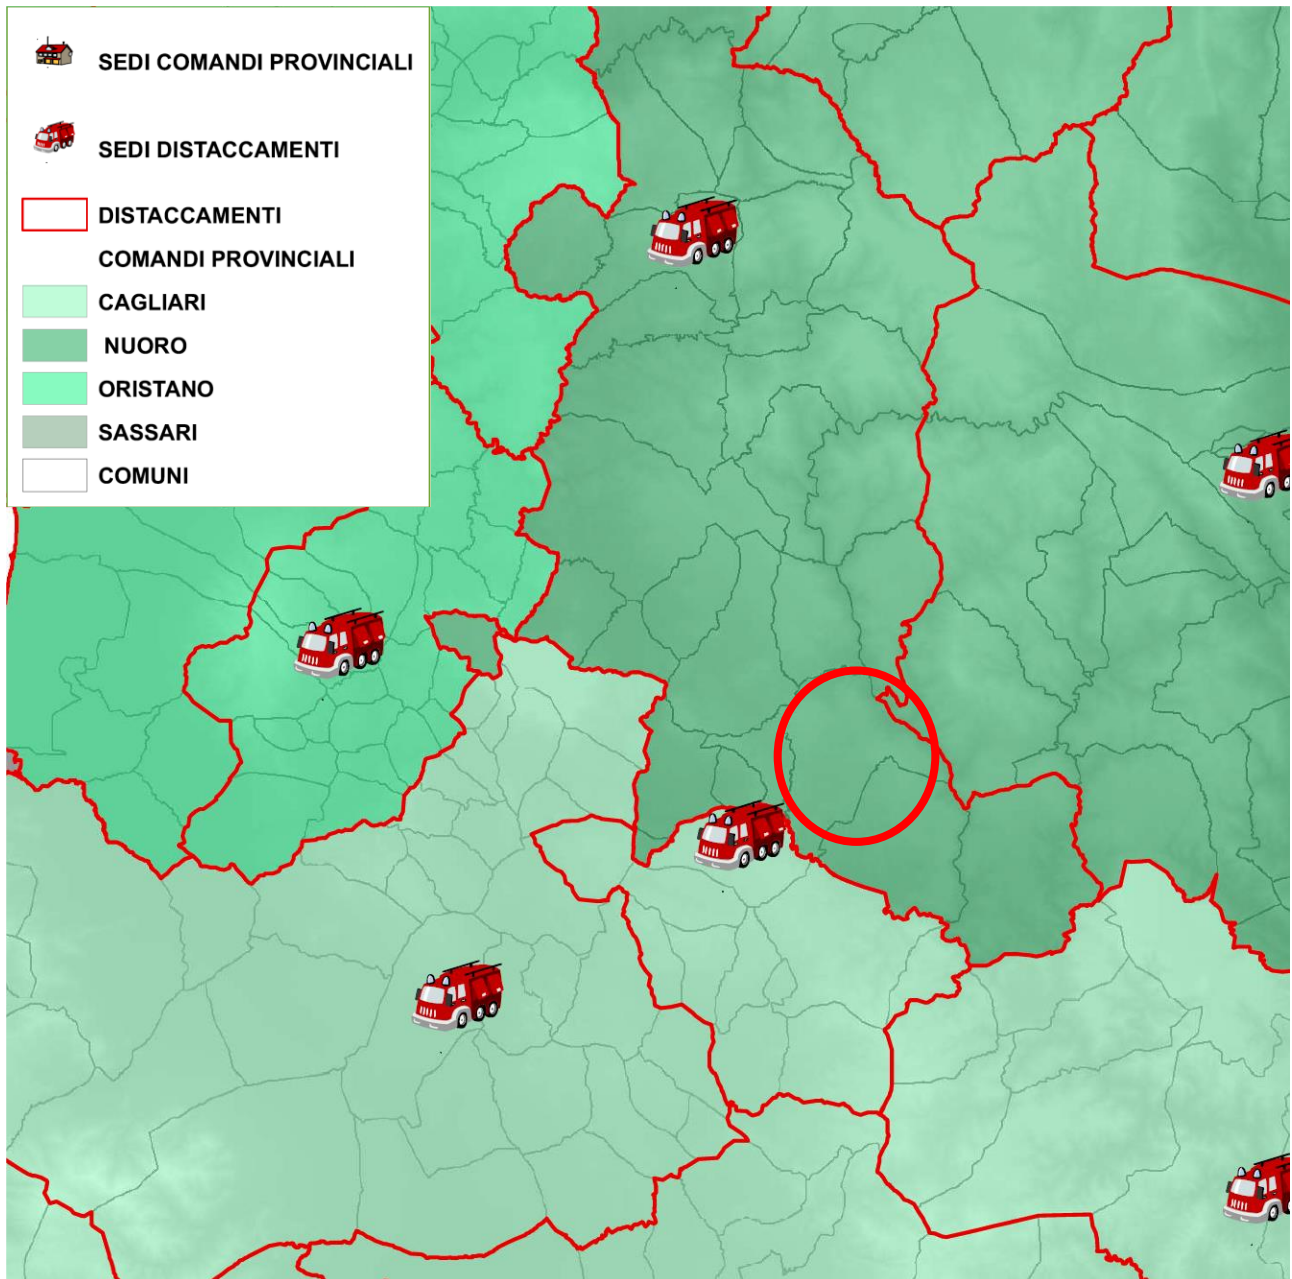 SEDI COMANDI PROVINCIALI
SEDI DISTACCAMENTI
DISTACCAMENTI
COMANDI PROVINCIALI
CAGLIARI
NUORO
ORISTANO
SASSARI
COMUNI